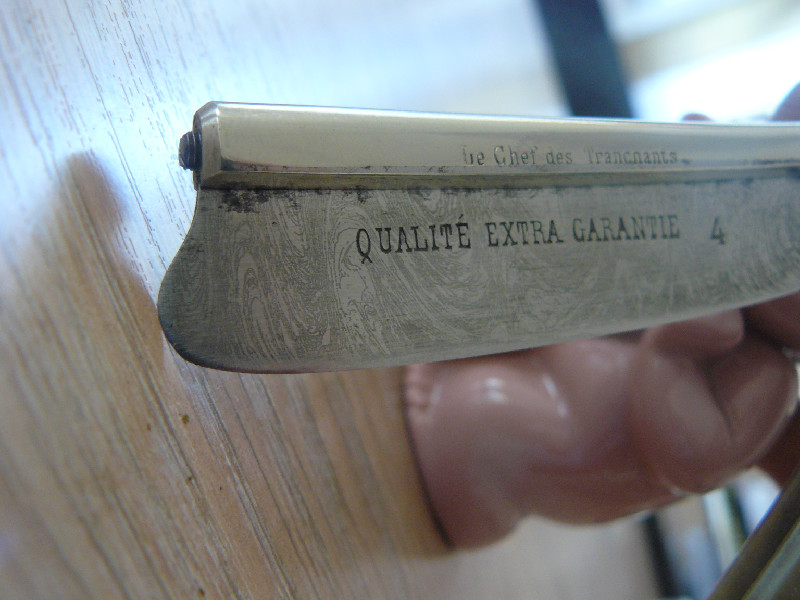 Le Chef des Tranchants
QUALITÉ EXTRA GARANTIE 4